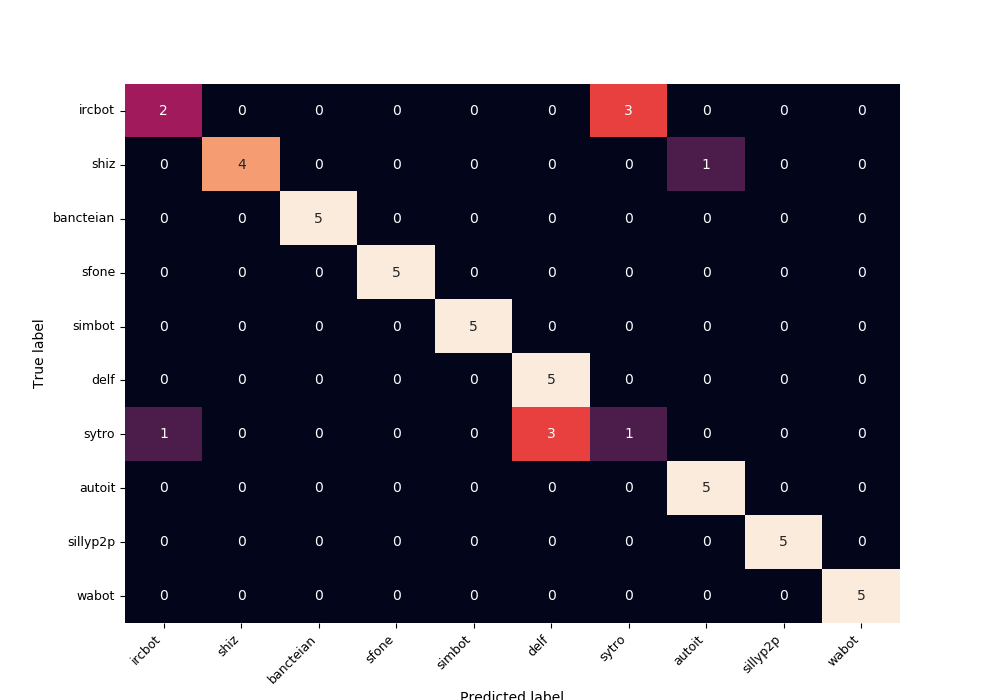 ircbot 2 0 0 0 0 0 3 0 0 0
shiz 0 4 0 0 0 0 0 1 0 0
bancteian 0 0 5 0 0 0 0 0 0 0
sfone 0 0 0 5 0 0 0 0 0 0
simbot 0 0 0 0 5 0 0 0 0 0
delf 0 0 0 0 0 5 0 0 0 0
sytro 1 0 0 0 0 3 1 0 0 0
autoit 0 0 0 0 0 0 0 5 0 0
sillyp2p 0 0 0 0 0 0 0 0 5 0
wabot 0 0 0 0 0 0 0 0 0 5
True label
ircbot shiz bancteian sfone simbot delf sytro autoit sillyp2p wabot
Predicted label